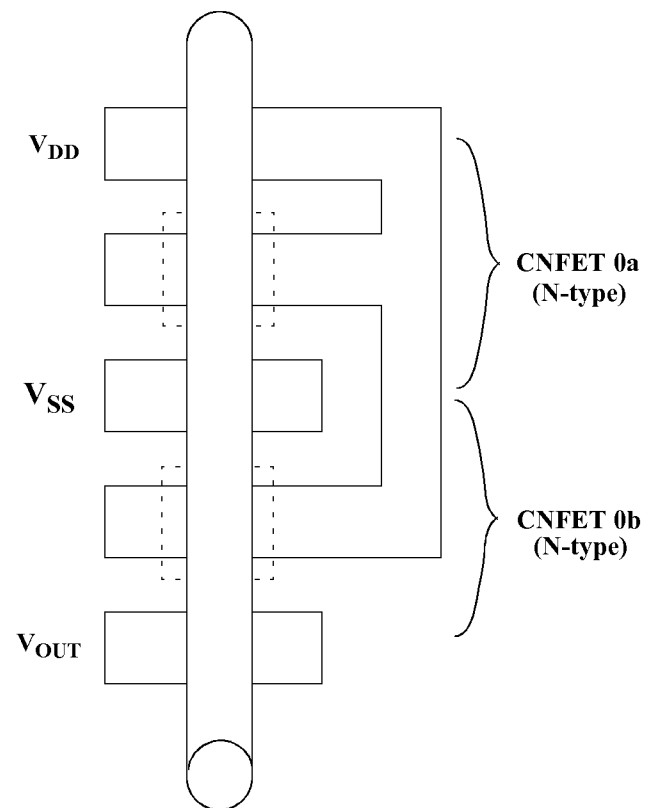 V_DD
CNFET 0a
(N-type)
V_SS
CNFET 0b
(N-type)
V_OUT